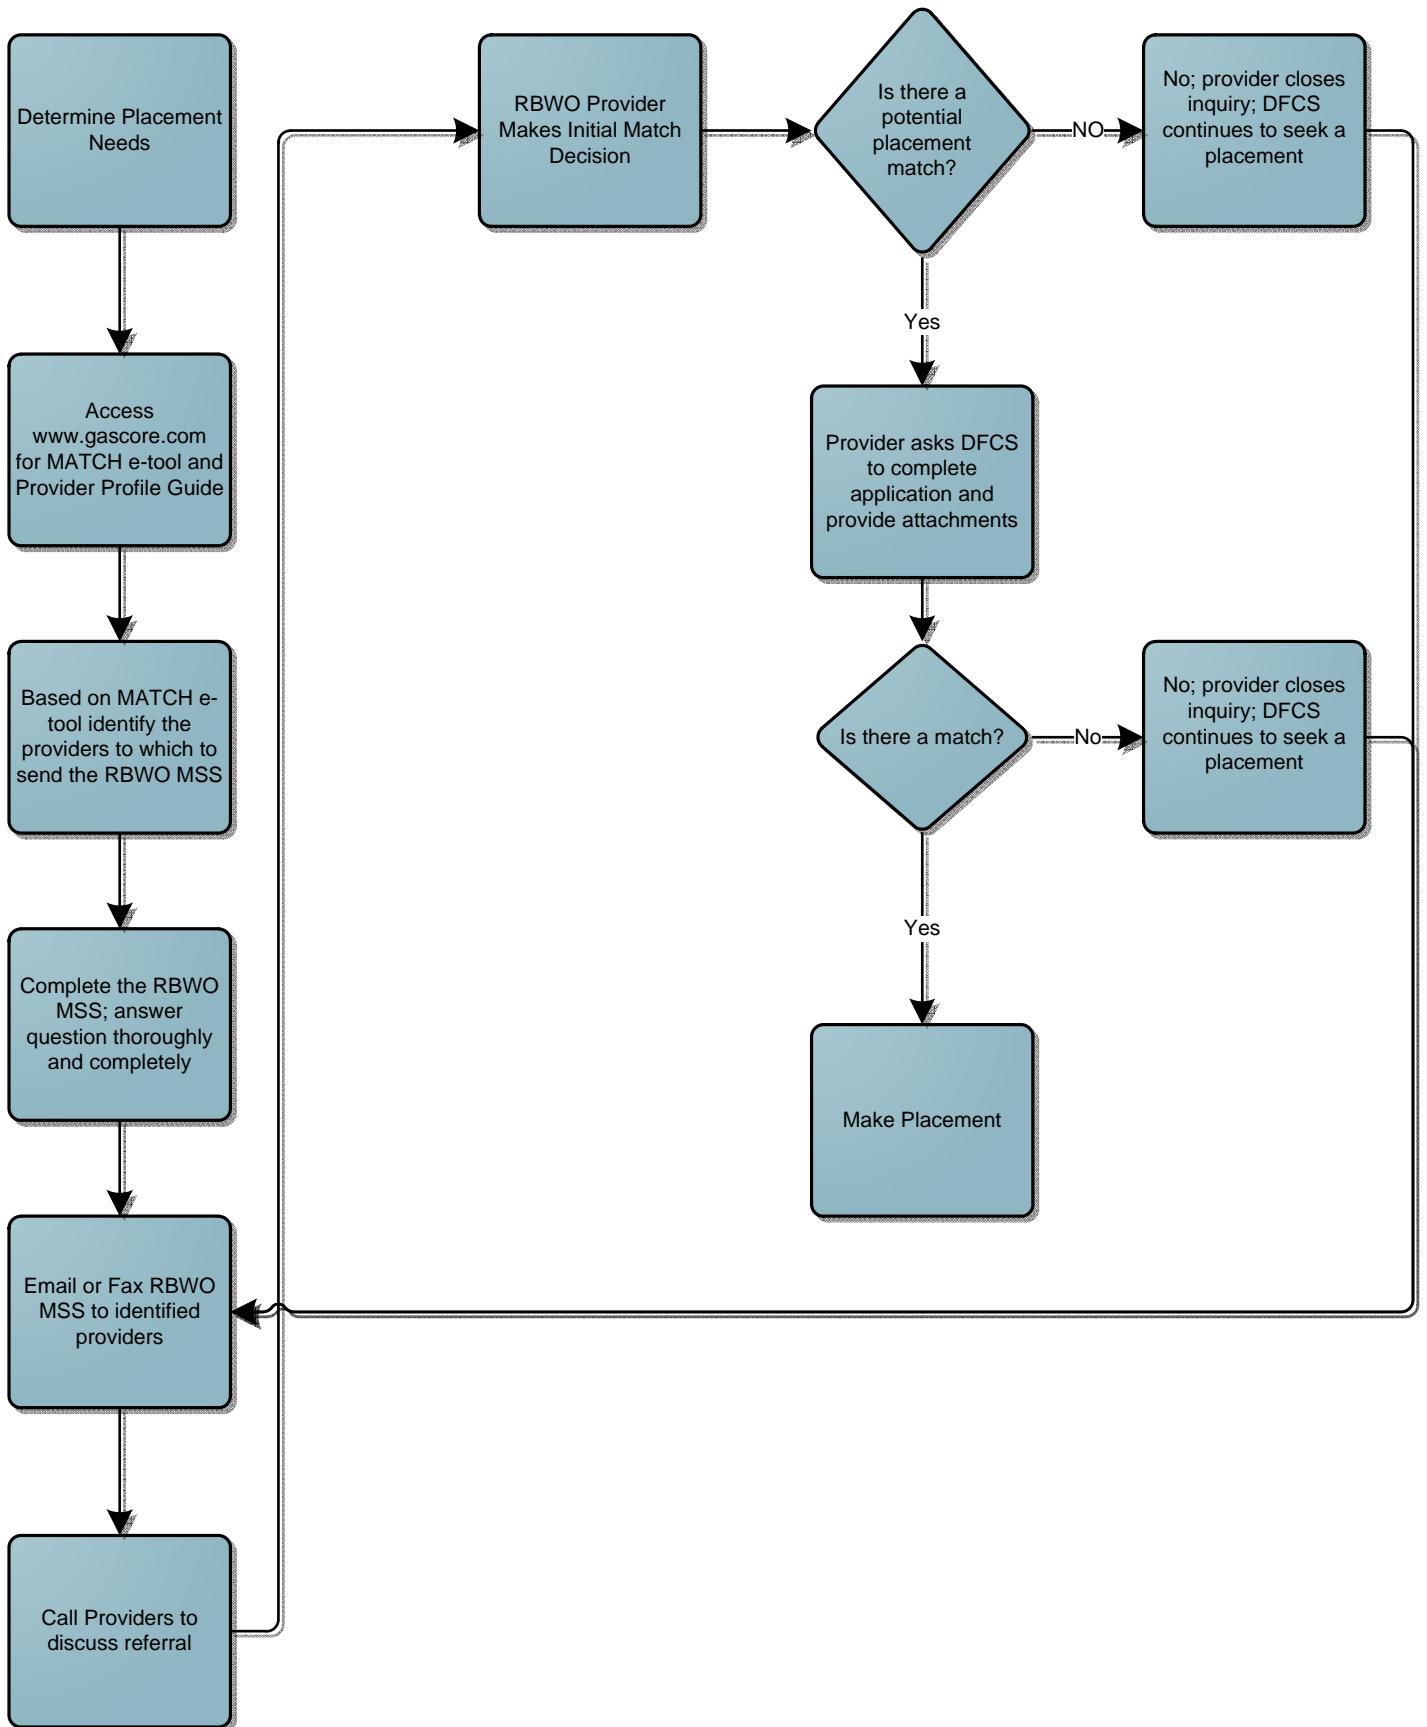 Determine Placement
Needs
Access
www.gascore.com
for MATCH e-tool and
Provider Profile Guide
Based on MATCH e-
tool identify the
providers to which to
send the RBWO MSS
Complete the RBWO
MSS; answer
question thoroughly
and completely
Email or Fax RBWO
MSS to identified
providers
Call Providers to
discuss referral
RBWO Provider
Makes Initial Match
Decision
Is there a
potential
placement
match?
NO
No; provider closes
inquiry; DFCS
continues to seek a
placement
Yes
Provider asks DFCS
to complete
application and
provide attachments
Is there a match?
No
No; provider closes
inquiry; DFCS
continues to seek a
placement
Yes
Make Placement